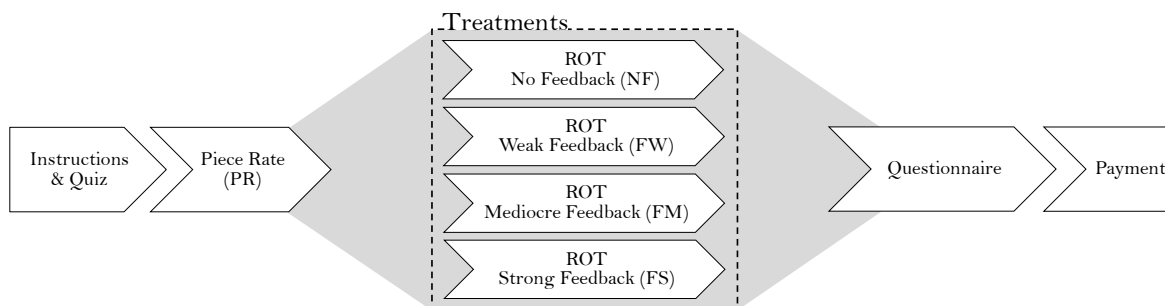 Treatments
ROT
No Feedback (NF)
ROT
Weak Feedback (FW)
ROT
Mediocre Feedback (FM)
ROT
Strong Feedback (FS)
Instructions
& Quiz
Piece Rate
(PR)
Questionnaire
Payment